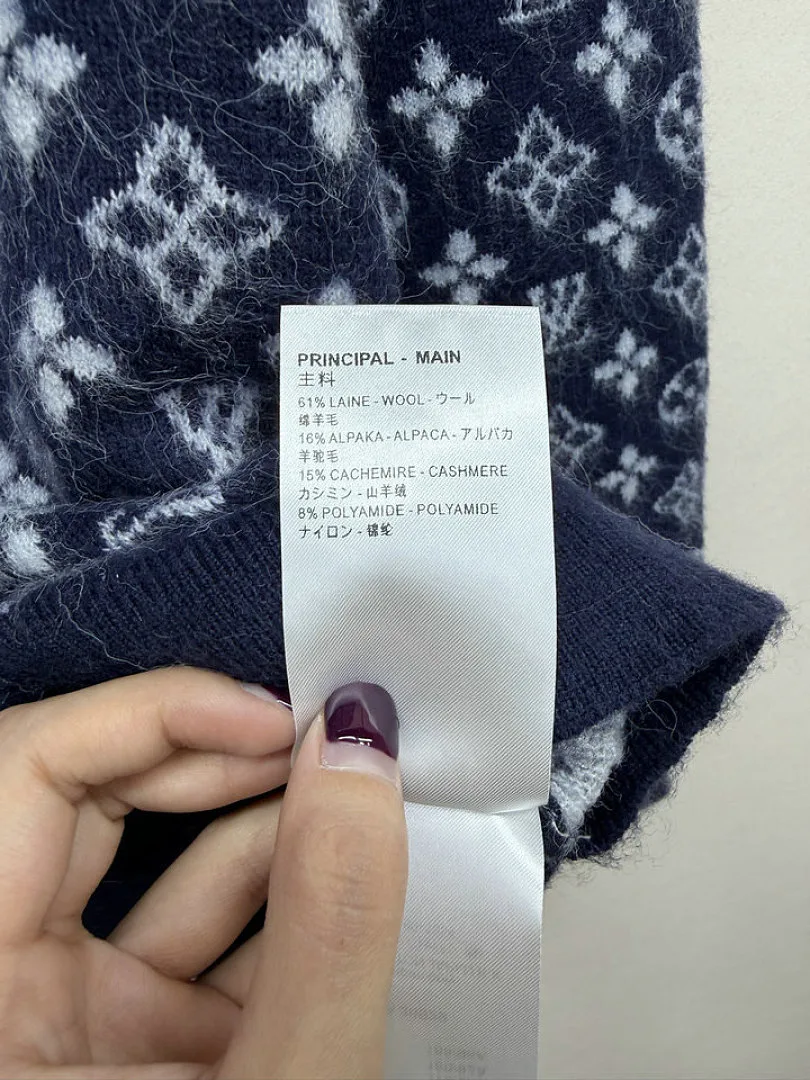 PRINCIPAL - MAIN
主料
61% LAINE - WOOL - ウール
绵羊毛
16% ALPAKA - ALPACA - アルパカ
羊驼毛
15% CACHEMIRE - CASHMERE
カシミン - 山羊绒
8% POLYAMIDE - POLYAMIDE
ナイロン - 锦纶